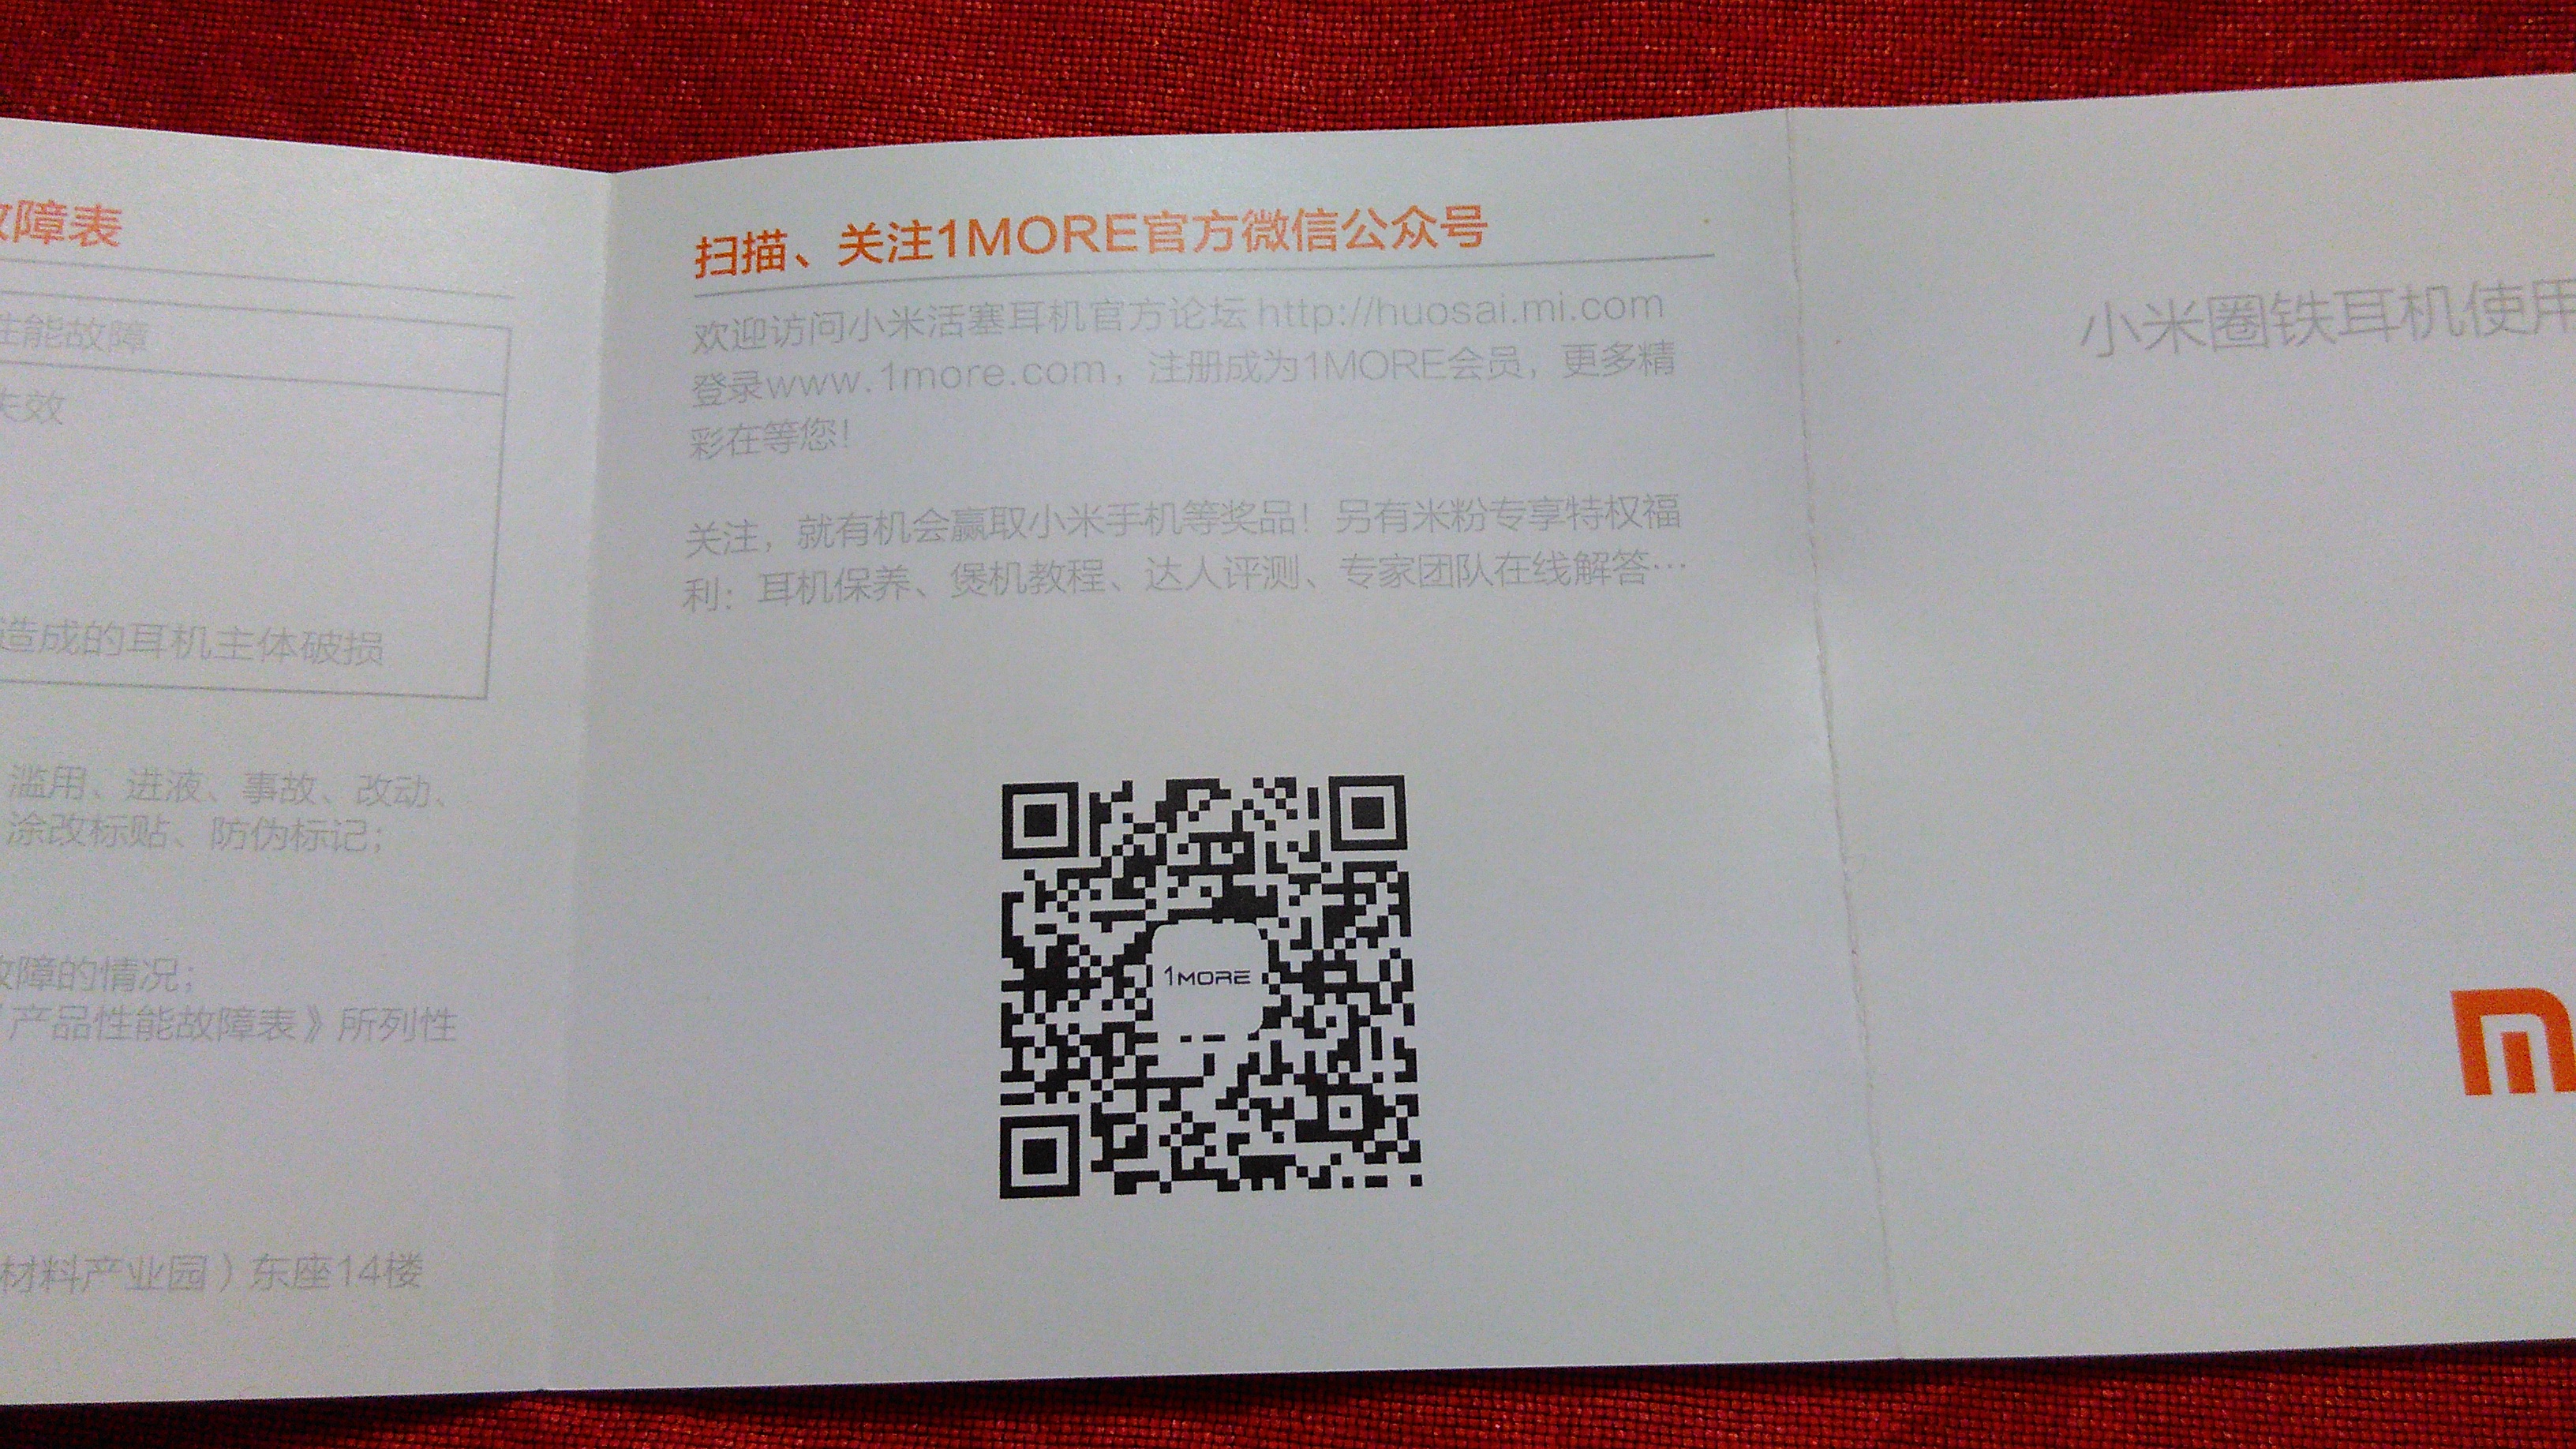 故障表
性能故障
失效
造成的耳机主体破损
滥用、进液、事故、改动、
涂改标贴、防伪标记；
故障的情况；
《产品性能故障表》所列性
材料产业园）东座14楼
扫描、关注1MORE官方微信公众号
欢迎访问小米活塞耳机官方论坛http://huosai.mi.com
登录www.1more.com，注册成为1MORE会员，更多精
彩在等您！
关注，就有机会赢取小米手机等奖品！另有米粉专享特权福
利：耳机保养、煲机教程、达人评测、专家团队在线解答…
1MORE
小米圈铁耳机使用